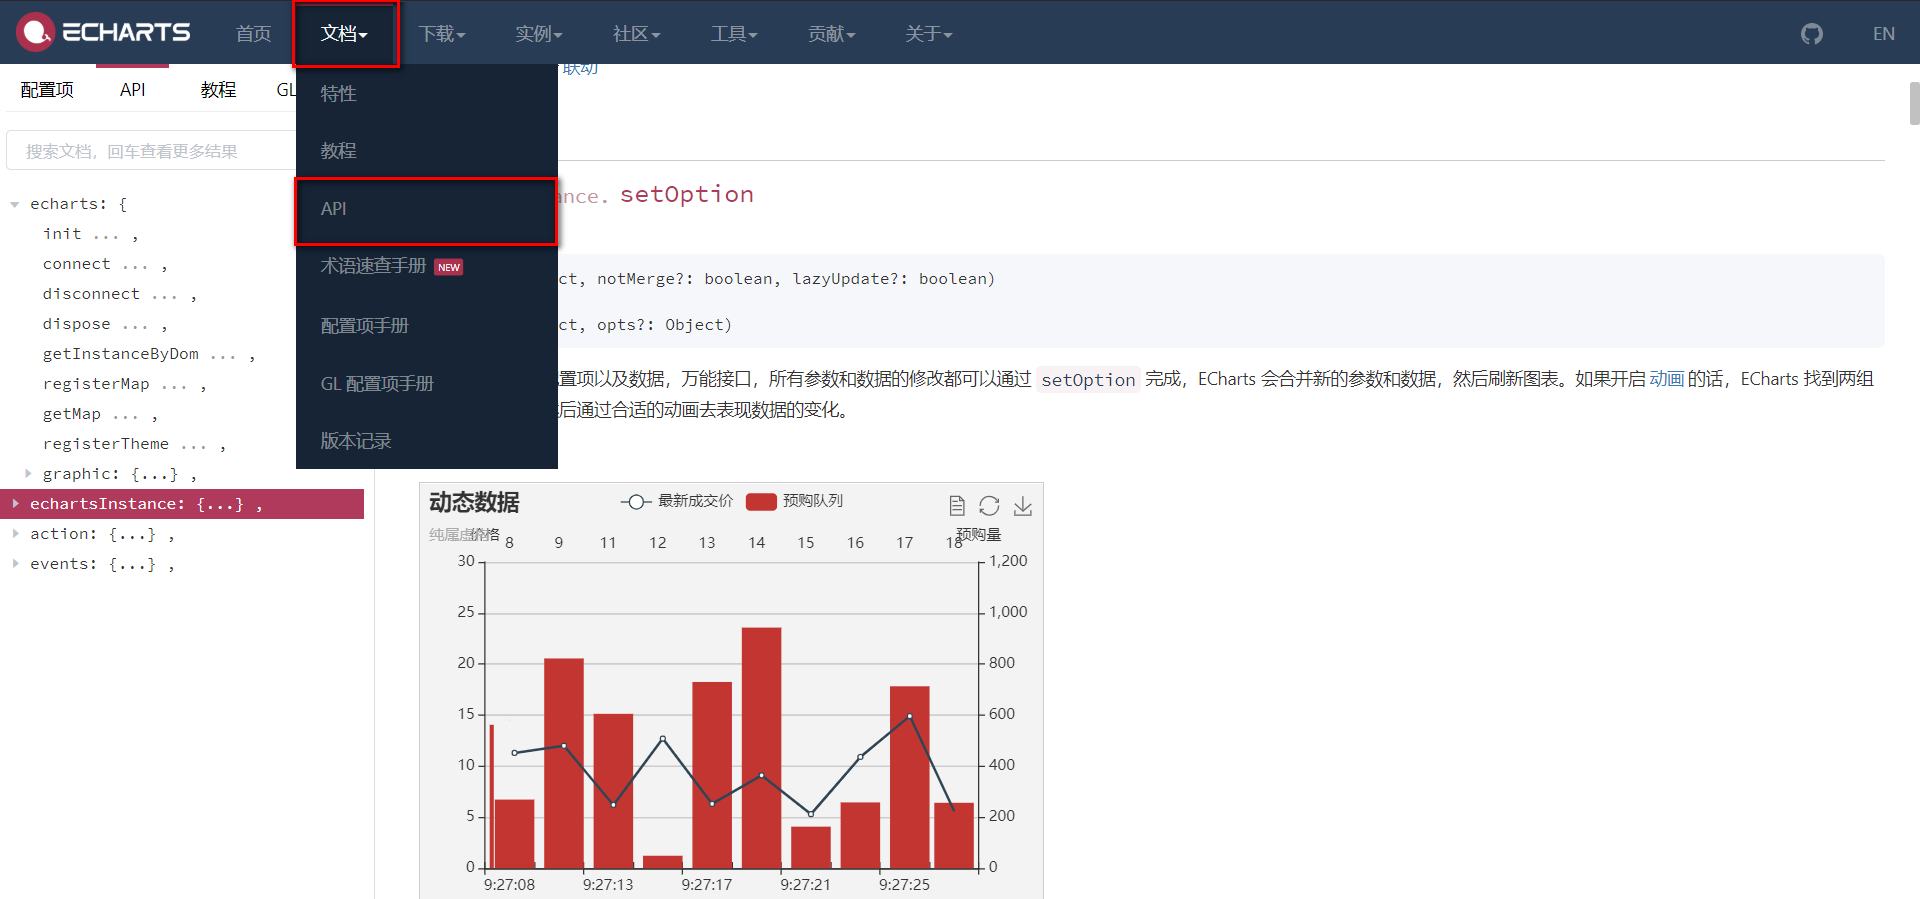 ECHARTS 首页 文档 下载 实例 社区 工具 贡献 关于 EN
配置项 API 教程 GL
搜索文档，回车查看更多结果
echarts: {
init ... ,
connect ... ,
disconnect ... ,
dispose ... ,
getInstanceByDom ... ,
registerMap ... ,
getMap ... ,
registerTheme ... ,
graphic: {...} ,
echartsInstance: {...} ,
action: {...} ,
events: {...} ,
特性
教程
API
术语速查手册 NEW
配置项手册
GL 配置项手册
版本记录
联动
ance. setOption
ct, notMerge?: boolean, lazyUpdate?: boolean)
ct, opts?: Object)
置项以及数据，万能接口，所有参数和数据的修改都可以通过 setOption 完成，ECharts 会合并新的参数和数据，然后刷新图表。如果开启动画的话，ECharts 找到两组
后通过合适的动画去表现数据的变化。
动态数据 最新成交价 预购队列
纯属虚 价格 预购量
8 9 11 12 13 14 15 16 17 18
30 1,200
25 1,000
20 800
15 600
10 400
5 200
0 0
9:27:08 9:27:13 9:27:17 9:27:21 9:27:25